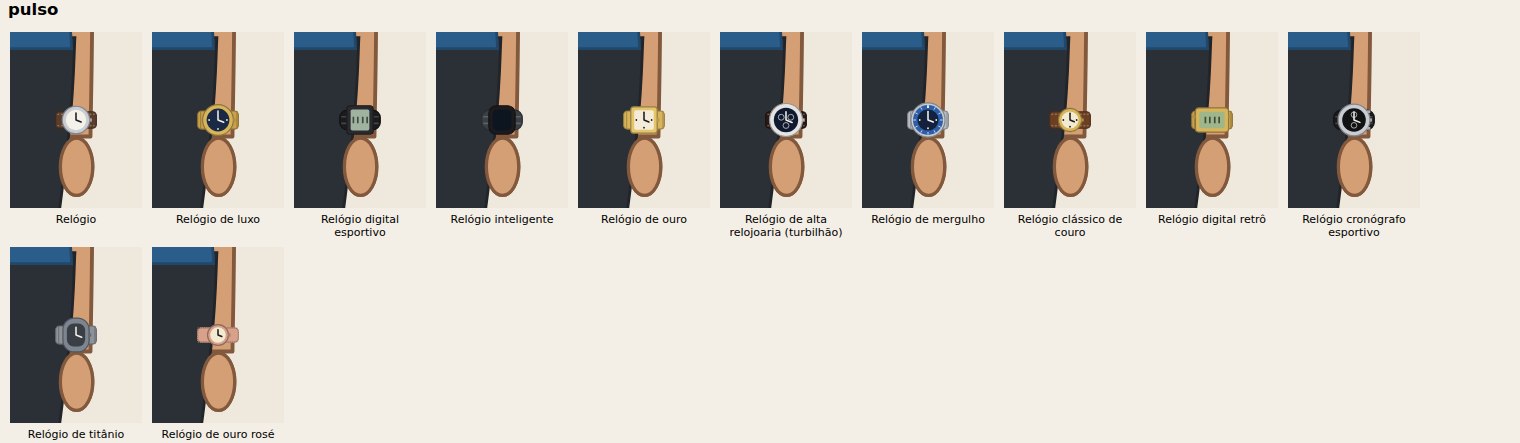 pulso
Relógio
Relógio de luxo
Relógio digital
esportivo
Relógio inteligente
Relógio de ouro
Relógio de alta
relojoaria (turbilhão)
Relógio de mergulho
Relógio clássico de
couro
Relógio digital retrô
Relógio cronógrafo
esportivo
Relógio de titânio
Relógio de ouro rosé